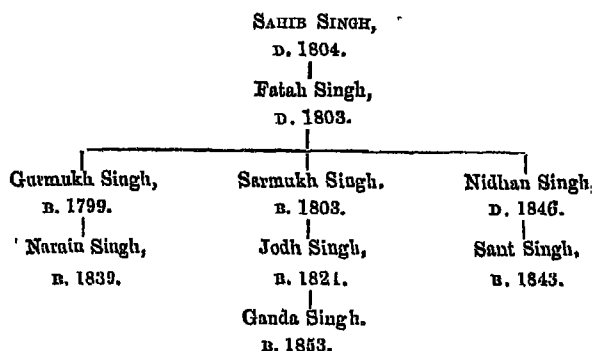 SAHIB SINGH,
D. 1804.
Fatah Singh,
D. 1803.
Gurmukh Singh, Sarmukh Singh. Nidhan Singh,
B. 1799. B. 1803. D. 1846.
Narain Singh, Jodh Singh, Sant Singh,
B. 1839. B. 1821. B. 1843.
Ganda Singh.
B. 1853.